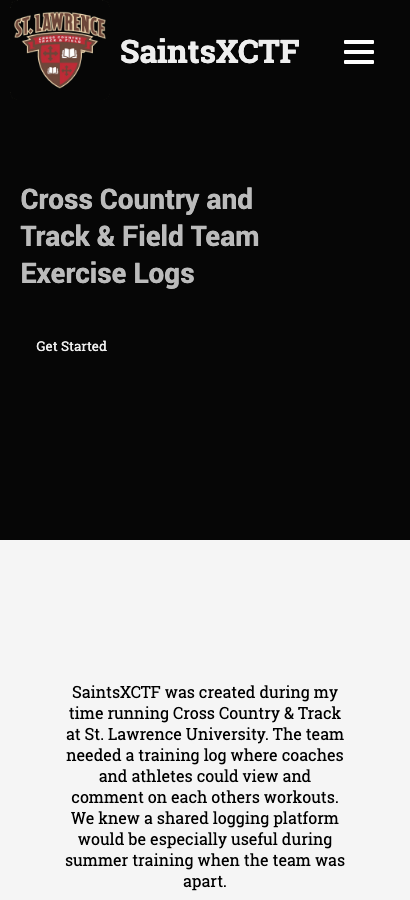 ST. LAWRENCE
SaintsXCTF
Cross Country and
Track & Field Team
Exercise Logs
Get Started
SaintsXCTF was created during my
time running Cross Country & Track
at St. Lawrence University. The team
needed a training log where coaches
and athletes could view and
comment on each others workouts.
We knew a shared logging platform
would be especially useful during
summer training when the team was
apart.